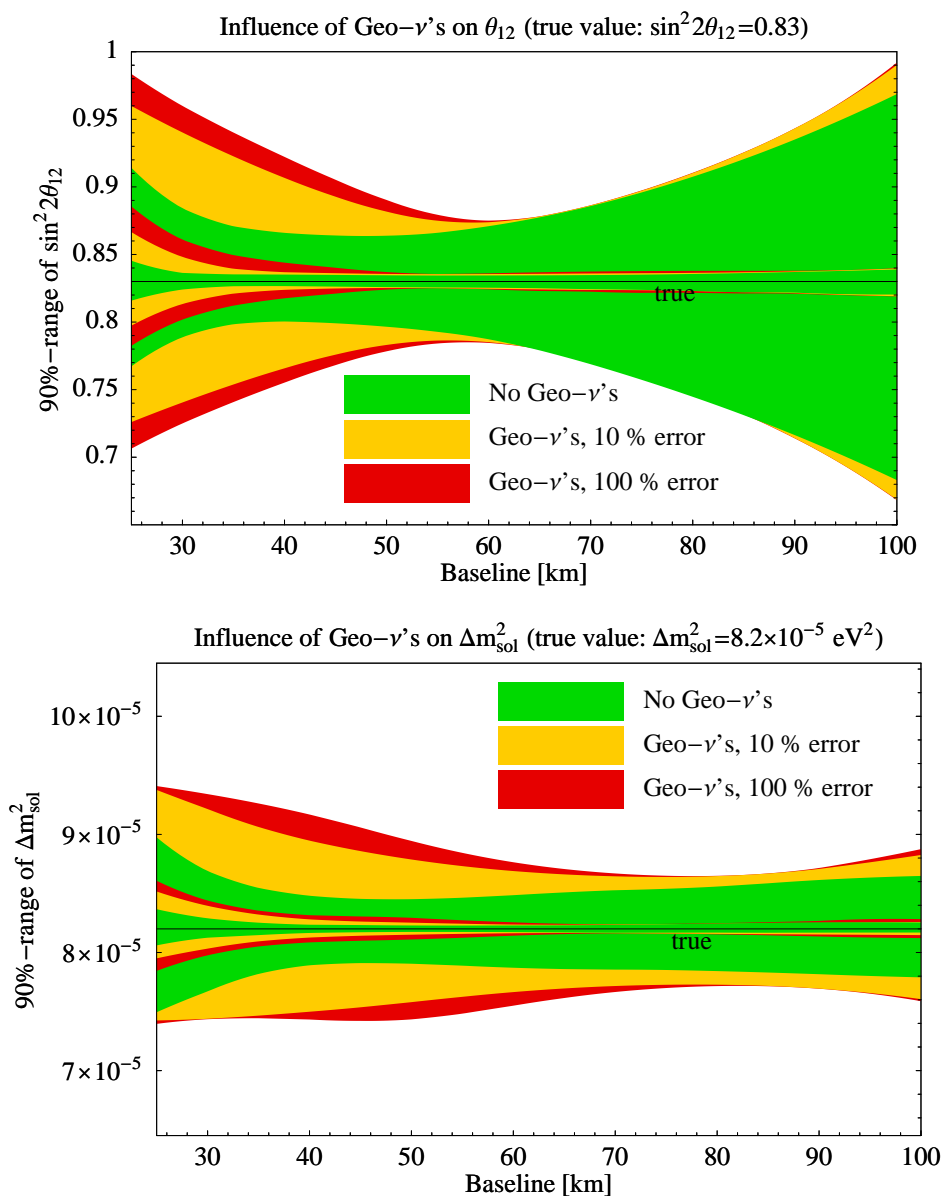 Influence of Geo−ν's on θ₁₂ (true value: sin²2θ₁₂=0.83)
1
0.95
0.9
0.85
0.8
0.75
0.7
90%−range of sin²2θ₁₂
true
No Geo−ν's
Geo−ν's, 10 % error
Geo−ν's, 100 % error
30 40 50 60 70 80 90 100
Baseline [km]
Influence of Geo−ν's on Δm²sol (true value: Δm²sol=8.2×10⁻⁵ eV²)
10×10⁻⁵
9×10⁻⁵
8×10⁻⁵
7×10⁻⁵
90%−range of Δm²sol
No Geo−ν's
Geo−ν's, 10 % error
Geo−ν's, 100 % error
true
30 40 50 60 70 80 90 100
Baseline [km]